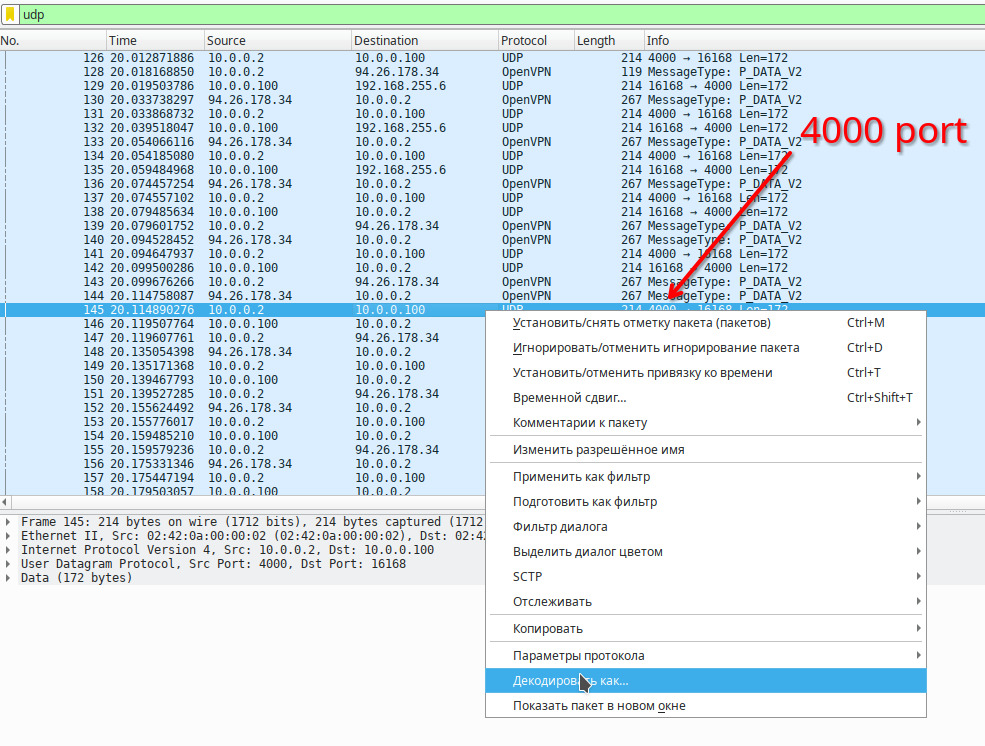 udp
No. Time Source Destination Protocol Length Info
126 20.012871886 10.0.0.2 10.0.0.100 UDP 214 4000 → 16168 Len=172
128 20.018168850 10.0.0.2 94.26.178.34 OpenVPN 119 MessageType: P_DATA_V2
129 20.019503786 10.0.0.100 192.168.255.6 UDP 214 16168 → 4000 Len=172
130 20.033738297 94.26.178.34 10.0.0.2 OpenVPN 267 MessageType: P_DATA_V2
131 20.033868732 10.0.0.2 10.0.0.100 UDP 214 4000 → 16168 Len=172
132 20.039518047 10.0.0.100 192.168.255.6 UDP 214 16168 → 4000 Len=172
4000 port
133 20.054066116 94.26.178.34 10.0.0.2 OpenVPN 267 MessageType: P_DATA_V2
134 20.054185080 10.0.0.2 10.0.0.100 UDP 214 4000 → 16168 Len=172
135 20.059484968 10.0.0.100 192.168.255.6 UDP 214 16168 → 4000 Len=172
136 20.074457254 94.26.178.34 10.0.0.2 OpenVPN 267 MessageType: P_DATA_V2
137 20.074557102 10.0.0.2 10.0.0.100 UDP 214 4000 → 16168 Len=172
138 20.079485634 10.0.0.100 10.0.0.2 UDP 214 16168 → 4000 Len=172
139 20.079601752 10.0.0.2 94.26.178.34 OpenVPN 267 MessageType: P_DATA_V2
140 20.094528452 94.26.178.34 10.0.0.2 OpenVPN 267 MessageType: P_DATA_V2
141 20.094647937 10.0.0.2 10.0.0.100 UDP 214 4000 → 16168 Len=172
142 20.099500286 10.0.0.100 10.0.0.2 UDP 214 16168 → 4000 Len=172
143 20.099676266 10.0.0.2 94.26.178.34 OpenVPN 267 MessageType: P_DATA_V2
144 20.114758087 94.26.178.34 10.0.0.2 OpenVPN 267 MessageType: P_DATA_V2
145 20.114890276 10.0.0.2 10.0.0.100 UDP 214 4000 → 16168 Len=172
146 20.119507764 10.0.0.100 10.0.0.2
147 20.119607761 10.0.0.2 94.26.178.34
148 20.135054398 94.26.178.34 10.0.0.2
149 20.135171368 10.0.0.2 10.0.0.100
150 20.139467793 10.0.0.100 10.0.0.2
151 20.139527285 10.0.0.2 94.26.178.34
152 20.155624492 94.26.178.34 10.0.0.2
153 20.155776017 10.0.0.2 10.0.0.100
154 20.159485210 10.0.0.100 10.0.0.2
155 20.159579236 10.0.0.2 94.26.178.34
156 20.175331346 94.26.178.34 10.0.0.2
157 20.175447194 10.0.0.2 10.0.0.100
158 20.179503057 10.0.0.100 10.0.0.2
Установить/снять отметку пакета (пакетов) Ctrl+M
Игнорировать/отменить игнорирование пакета Ctrl+D
Установить/отменить привязку ко времени Ctrl+T
Временной сдвиг... Ctrl+Shift+T
Комментарии к пакету
Изменить разрешённое имя
Применить как фильтр
Подготовить как фильтр
Фильтр диалога
Выделить диалог цветом
SCTP
Отслеживать
Копировать
Параметры протокола
Декодировать как...
Показать пакет в новом окне
Frame 145: 214 bytes on wire (1712 bits), 214 bytes captured (1712
Ethernet II, Src: 02:42:0a:00:00:02 (02:42:0a:00:00:02), Dst: 02:42
Internet Protocol Version 4, Src: 10.0.0.2, Dst: 10.0.0.100
User Datagram Protocol, Src Port: 4000, Dst Port: 16168
Data (172 bytes)